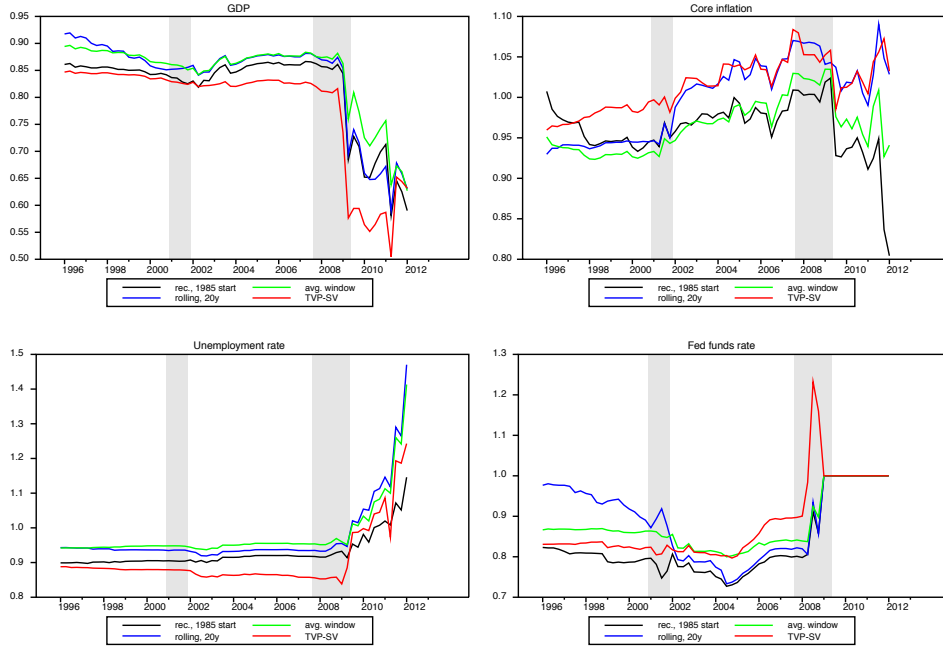 GDP
0.95
0.90
0.85
0.80
0.75
0.70
0.65
0.60
0.55
0.50
1996 1998 2000 2002 2004 2006 2008 2010 2012
rec., 1985 start avg. window
rolling, 20y TVP-SV
Core inflation
1.10
1.05
1.00
0.95
0.90
0.85
0.80
1996 1998 2000 2002 2004 2006 2008 2010 2012
rec., 1985 start avg. window
rolling, 20y TVP-SV
Unemployment rate
1.5
1.4
1.3
1.2
1.1
1.0
0.9
0.8
1996 1998 2000 2002 2004 2006 2008 2010 2012
rec., 1985 start avg. window
rolling, 20y TVP-SV
Fed funds rate
1.3
1.2
1.1
1.0
0.9
0.8
0.7
1996 1998 2000 2002 2004 2006 2008 2010 2012
rec., 1985 start avg. window
rolling, 20y TVP-SV